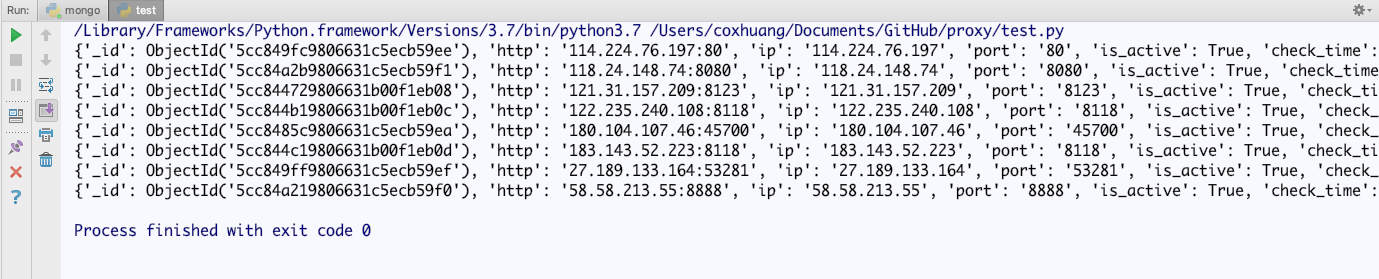 Run: mongo test
/Library/Frameworks/Python.framework/Versions/3.7/bin/python3.7 /Users/coxhuang/Documents/GitHub/proxy/test.py
{'_id': ObjectId('5cc849fc9806631c5ecb59ee'), 'http': '114.224.76.197:80', 'ip': '114.224.76.197', 'port': '80', 'is_active': True, 'check_time':
{'_id': ObjectId('5cc84a2b9806631c5ecb59f1'), 'http': '118.24.148.74:8080', 'ip': '118.24.148.74', 'port': '8080', 'is_active': True, 'check_time
{'_id': ObjectId('5cc844729806631b00f1eb08'), 'http': '121.31.157.209:8123', 'ip': '121.31.157.209', 'port': '8123', 'is_active': True, 'check_ti
{'_id': ObjectId('5cc844b19806631b00f1eb0c'), 'http': '122.235.240.108:8118', 'ip': '122.235.240.108', 'port': '8118', 'is_active': True, 'check_
{'_id': ObjectId('5cc8485c9806631c5ecb59ea'), 'http': '180.104.107.46:45700', 'ip': '180.104.107.46', 'port': '45700', 'is_active': True, 'check_
{'_id': ObjectId('5cc844c19806631b00f1eb0d'), 'http': '183.143.52.223:8118', 'ip': '183.143.52.223', 'port': '8118', 'is_active': True, 'check_ti
{'_id': ObjectId('5cc849ff9806631c5ecb59ef'), 'http': '27.189.133.164:53281', 'ip': '27.189.133.164', 'port': '53281', 'is_active': True, 'check_
{'_id': ObjectId('5cc84a219806631c5ecb59f0'), 'http': '58.58.213.55:8888', 'ip': '58.58.213.55', 'port': '8888', 'is_active': True, 'check_time':
Process finished with exit code 0